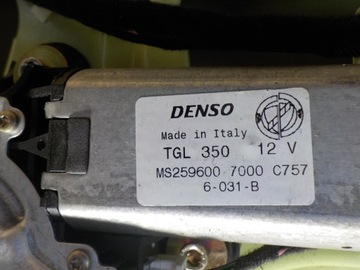 DENSO
Made in Italy
TGL 350 12 V
MS259600 7000 C757
6-031-B